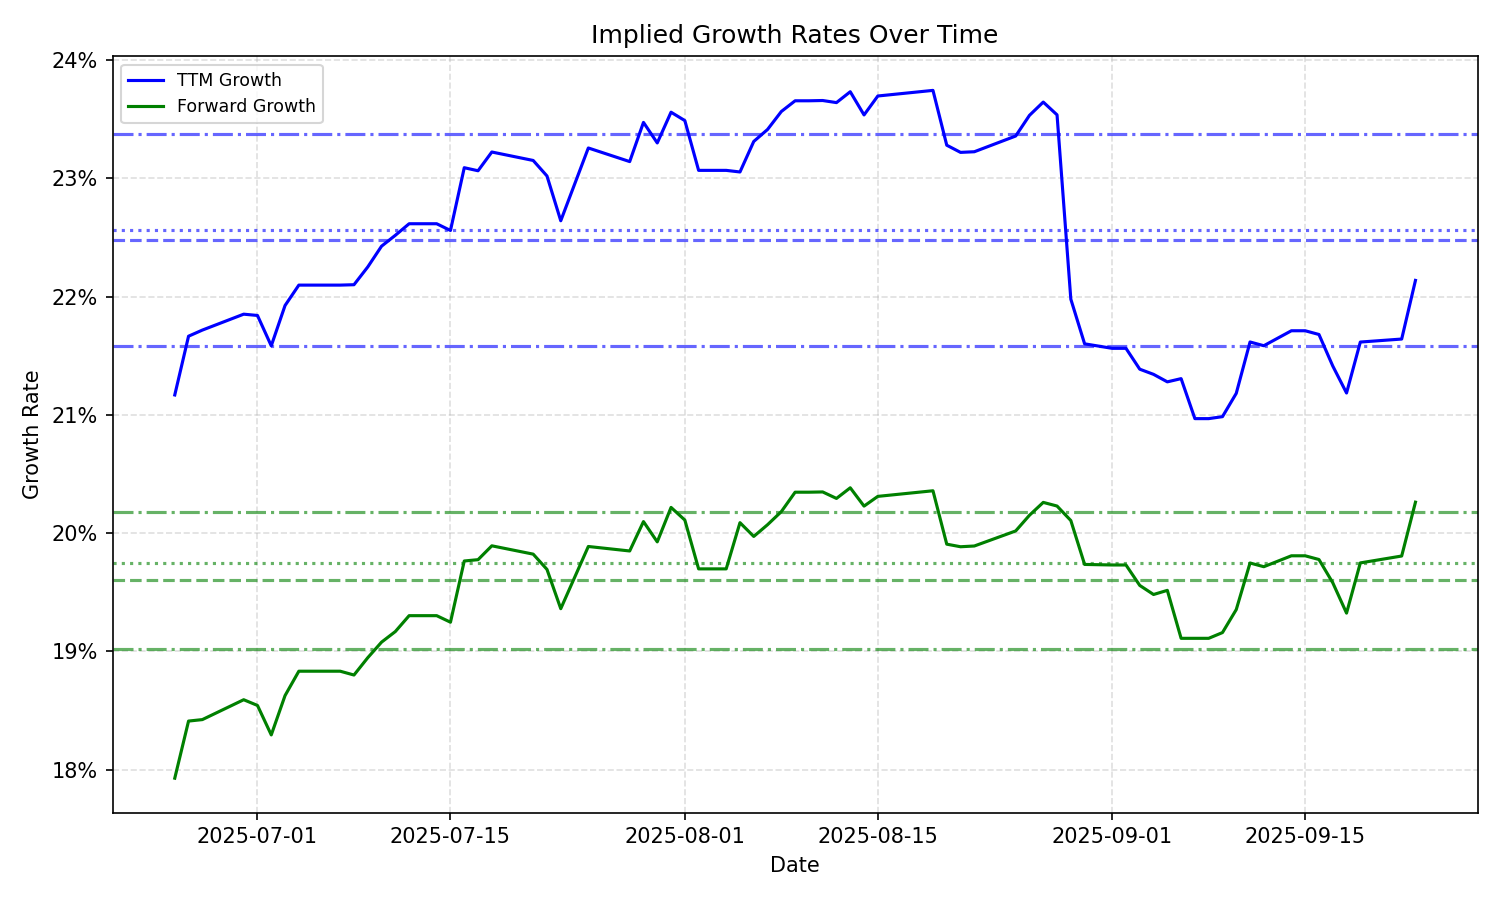 Implied Growth Rates Over Time
TTM Growth
Forward Growth
24%
23%
22%
21%
20%
19%
18%
Growth Rate
2025-07-01
2025-07-15
2025-08-01
2025-08-15
2025-09-01
2025-09-15
Date